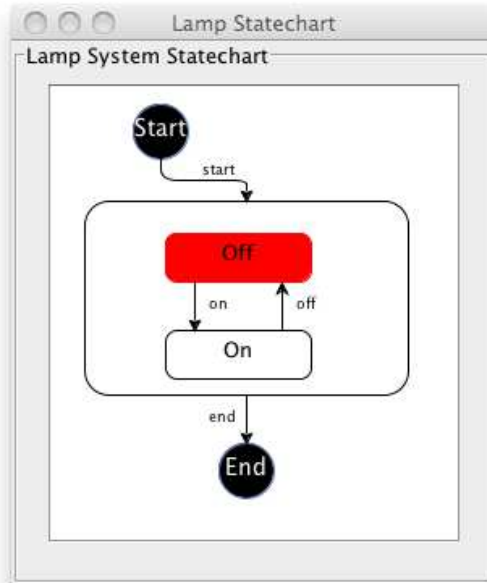 Lamp Statechart
Lamp System Statechart
Start
start
Off
on
off
On
end
End